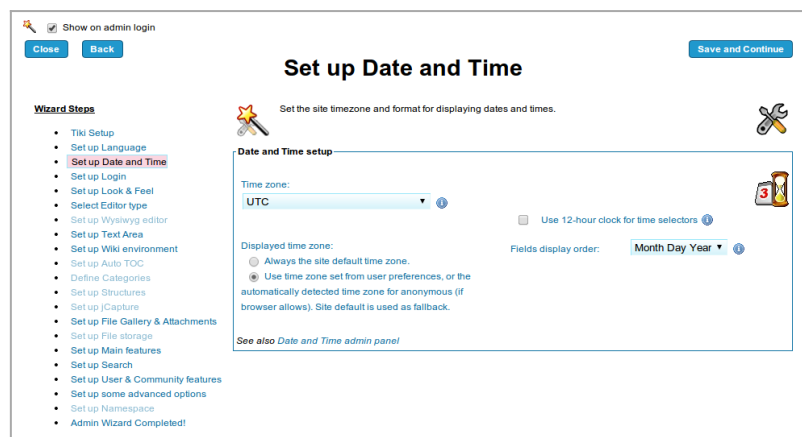 Show on admin login
Close
Back
Save and Continue
Set up Date and Time
Wizard Steps
Tiki Setup
Set up Language
Set up Date and Time
Set up Login
Set up Look & Feel
Select Editor type
Set up Wysiwyg editor
Set up Text Area
Set up Wiki environment
Set up Auto TOC
Define Categories
Set up Structures
Set up jCapture
Set up File Gallery & Attachments
Set up File storage
Set up Main features
Set up Search
Set up User & Community features
Set up some advanced options
Set up Namespace
Admin Wizard Completed!
Set the site timezone and format for displaying dates and times.
Date and Time setup
3
Time zone:
UTC
Use 12-hour clock for time selectors
Displayed time zone:
Always the site default time zone.
Use time zone set from user preferences, or the
automatically detected time zone for anonymous (if
browser allows). Site default is used as fallback.
Fields display order:
Month Day Year
See also Date and Time admin panel